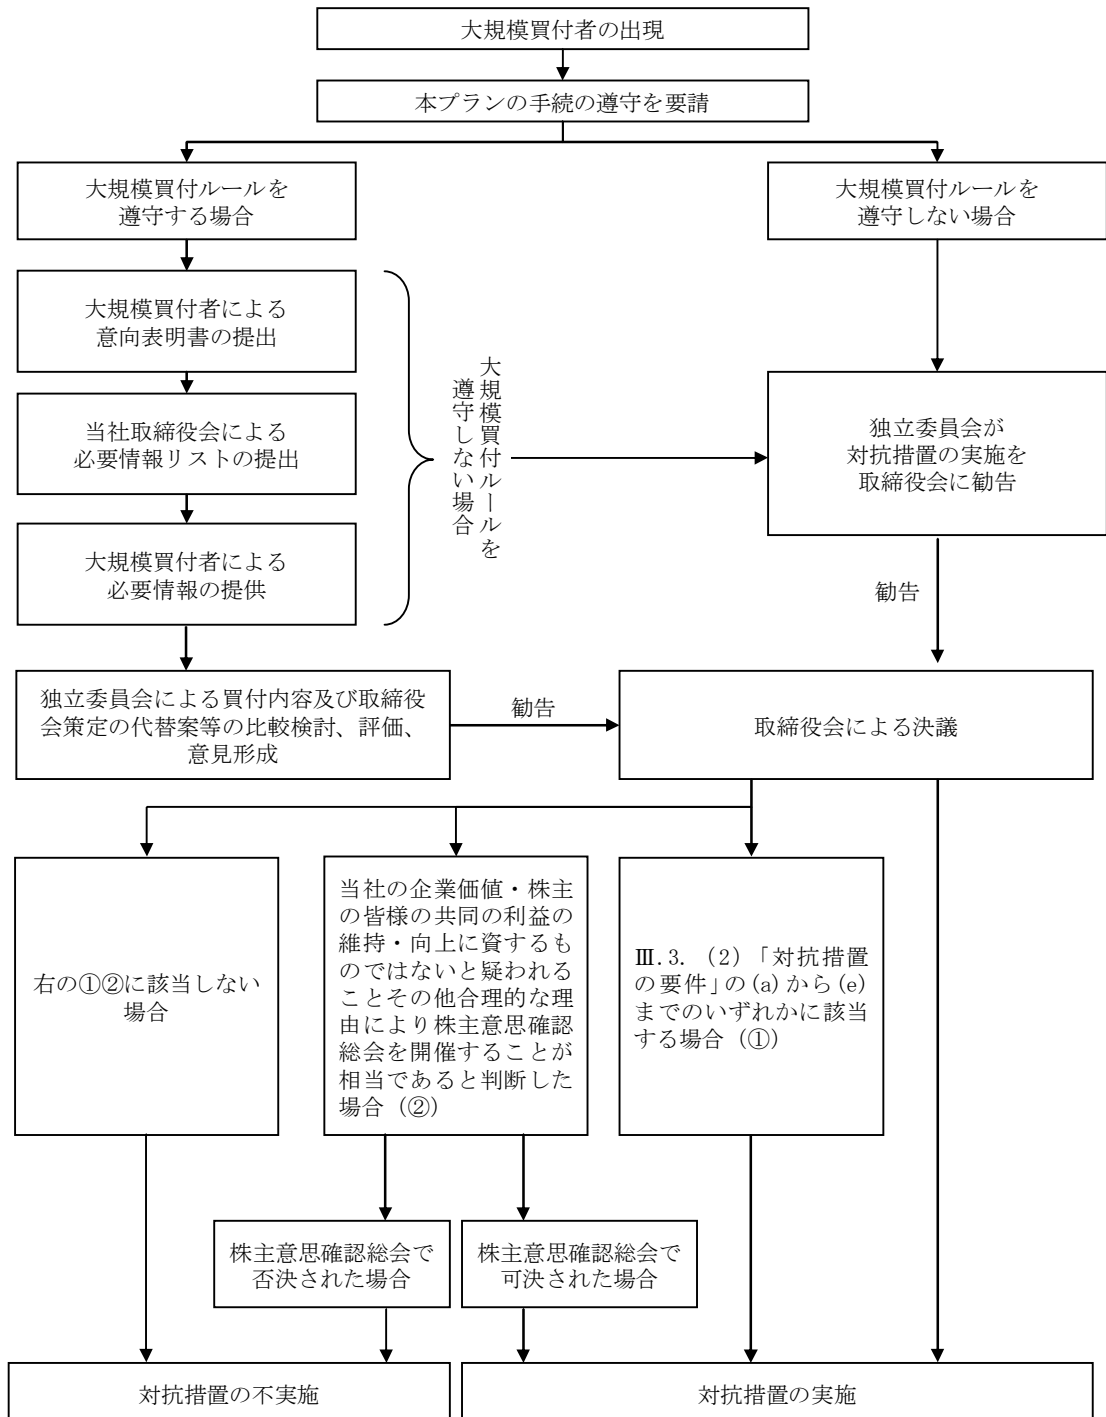 大規模買付者の出現
本プランの手続の遵守を要請
大規模買付ルールを
遵守する場合
大規模買付ルールを
遵守しない場合
大規模買付者による
意向表明書の提出
当社取締役会による
必要情報リストの提出
大規模買付者による
必要情報の提供
大規模買付ルールを
遵守しない場合
独立委員会が
対抗措置の実施を
取締役会に勧告
勧告
独立委員会による買付内容及び取締役
会策定の代替案等の比較検討、評価、
意見形成
勧告
取締役会による決議
右の①②に該当しない
場合
当社の企業価値・株主
の皆様の共同の利益の
維持・向上に資するも
のではないと疑われる
ことその他合理的な理
由により株主意思確認
総会を開催することが
相当であると判断した
場合（②）
Ⅲ.3.（2）「対抗措置
の要件」の(a)から(e)
までのいずれかに該当
する場合（①）
株主意思確認総会で
否決された場合
株主意思確認総会で
可決された場合
対抗措置の不実施
対抗措置の実施